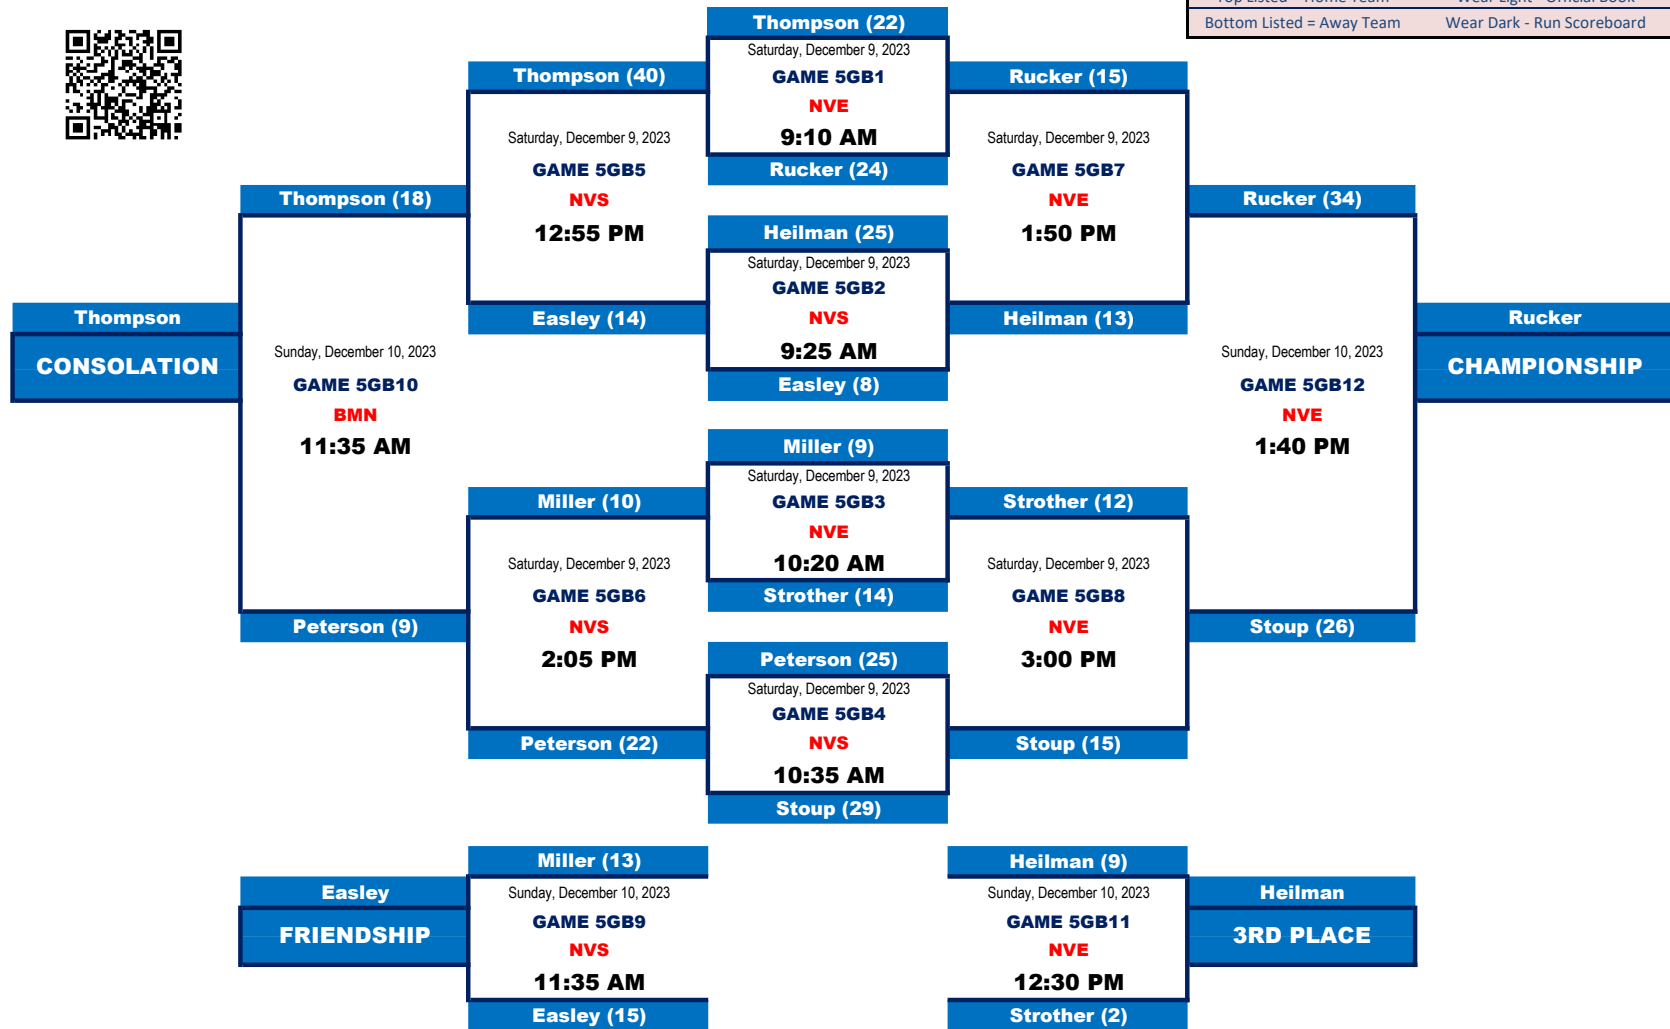 Top Listed = Home Team Wear Light - Official Book
Bottom Listed = Away Team Wear Dark - Run Scoreboard
Thompson (22)
Saturday, December 9, 2023
GAME 5GB1
NVE
9:10 AM
Rucker (24)
Thompson (40)
Saturday, December 9, 2023
GAME 5GB5
NVS
12:55 PM
Easley (14)
Rucker (15)
Saturday, December 9, 2023
GAME 5GB7
NVE
1:50 PM
Heilman (13)
Heilman (25)
Saturday, December 9, 2023
GAME 5GB2
NVS
9:25 AM
Easley (8)
Thompson (18)
Sunday, December 10, 2023
GAME 5GB10
BMN
11:35 AM
Peterson (9)
Thompson
CONSOLATION
Rucker (34)
Sunday, December 10, 2023
GAME 5GB12
NVE
1:40 PM
Stoup (26)
Rucker
CHAMPIONSHIP
Miller (9)
Saturday, December 9, 2023
GAME 5GB3
NVE
10:20 AM
Strother (14)
Miller (10)
Saturday, December 9, 2023
GAME 5GB6
NVS
2:05 PM
Peterson (22)
Strother (12)
Saturday, December 9, 2023
GAME 5GB8
NVE
3:00 PM
Stoup (15)
Peterson (25)
Saturday, December 9, 2023
GAME 5GB4
NVS
10:35 AM
Stoup (29)
Miller (13)
Sunday, December 10, 2023
GAME 5GB9
NVS
11:35 AM
Easley (15)
Easley
FRIENDSHIP
Heilman (9)
Sunday, December 10, 2023
GAME 5GB11
NVE
12:30 PM
Strother (2)
Heilman
3RD PLACE